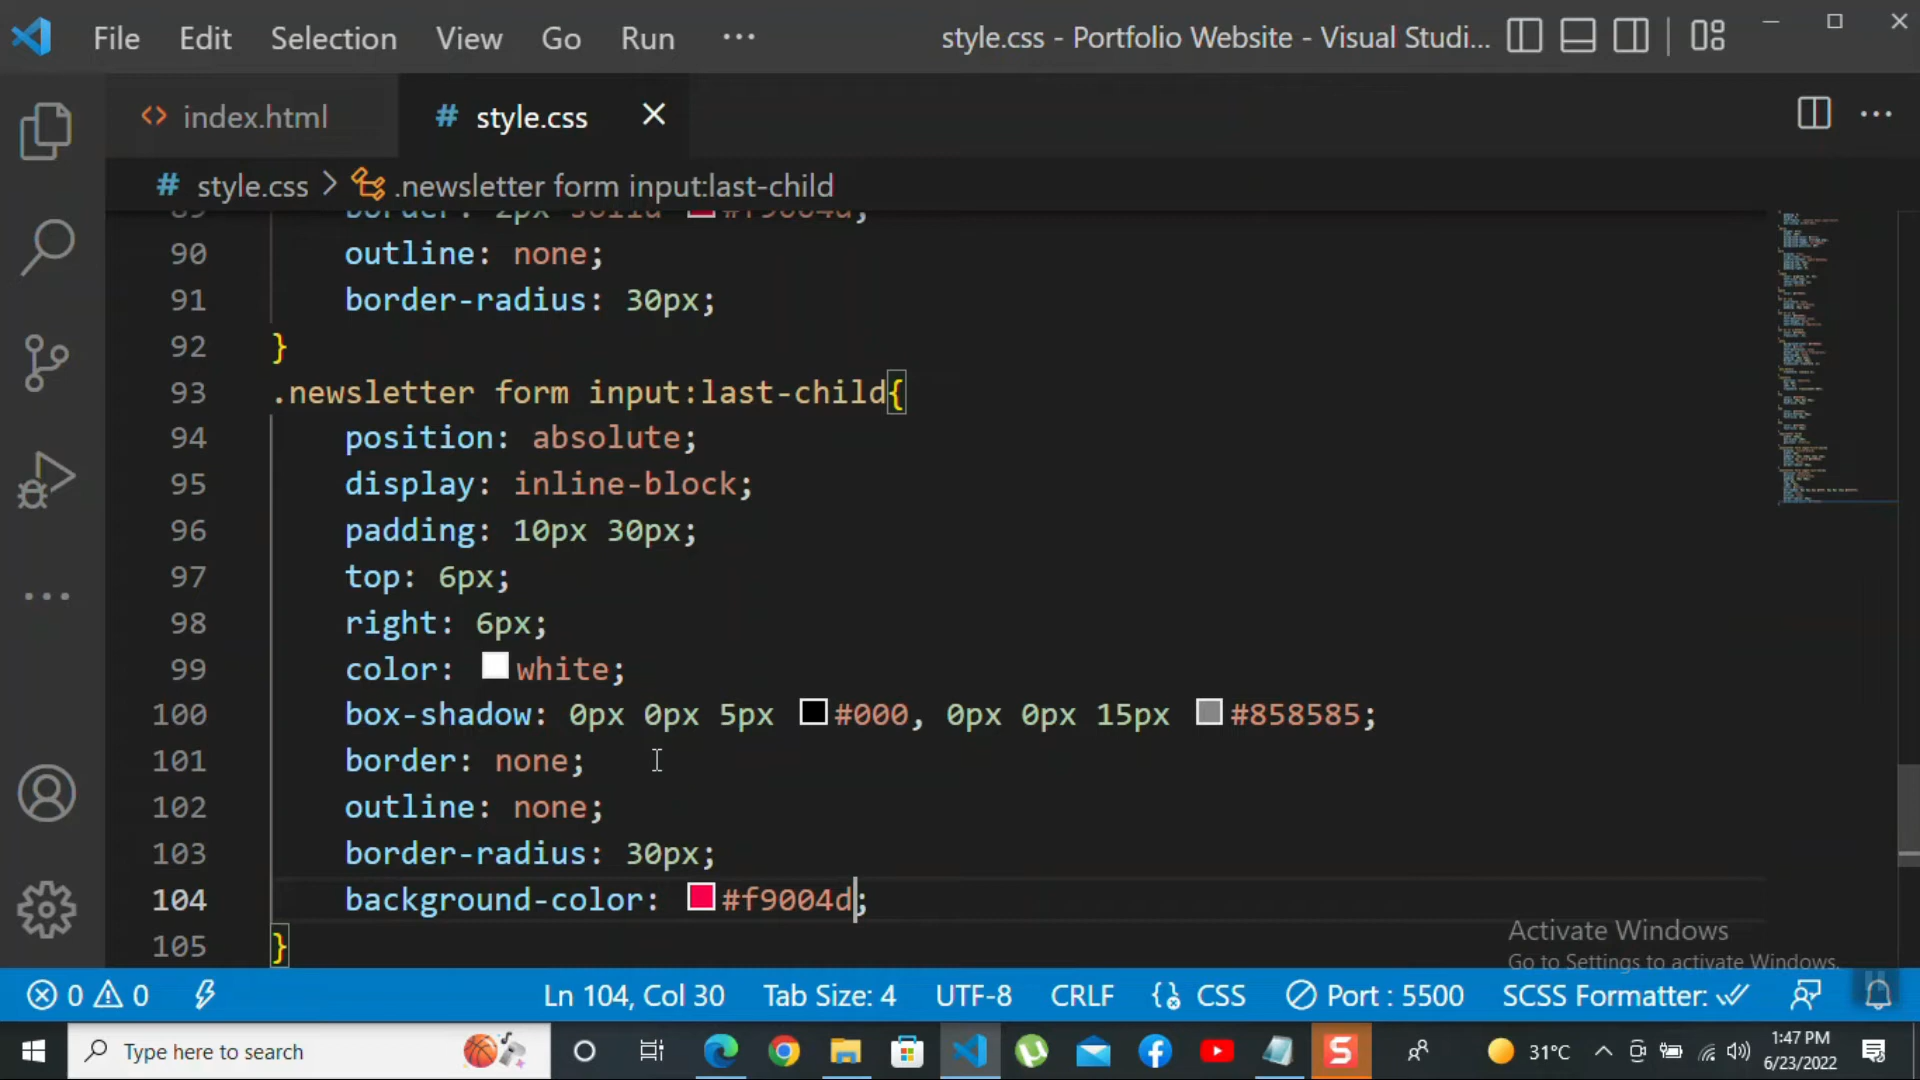 File Edit Selection View Go Run ··· style.css - Portfolio Website - Visual Studi...
<> index.html # style.css
# style.css > .newsletter form input:last-child
89 border: 2px solid #f9004d;
90 outline: none;
91 border-radius: 30px;
92 }
93 .newsletter form input:last-child{
94 position: absolute;
95 display: inline-block;
96 padding: 10px 30px;
97 top: 6px;
98 right: 6px;
99 color: white;
100 box-shadow: 0px 0px 5px #000, 0px 0px 15px #858585;
101 border: none;
102 outline: none;
103 border-radius: 30px;
104 background-color: #f9004d;
105 }
Activate Windows
Go to Settings to activate Windows.
0 0 Ln 104, Col 30 Tab Size: 4 UTF-8 CRLF CSS Port : 5500 SCSS Formatter:
Type here to search 31°C 1:47 PM
6/23/2022